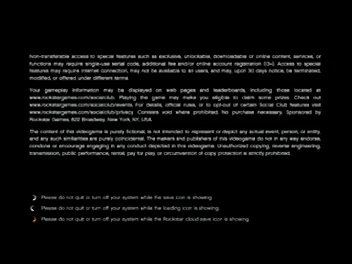 Non-transferable access to special features such as exclusive, unlockable, downloadable or online content, services, or
functions may require single-use serial code, additional fee and/or online account registration (13+). Access to special
features may require internet connection, may not be available to all users, and may, upon 30 days notice, be terminated,
modified, or offered under different terms.
Your gameplay information may be displayed on web pages and leaderboards, including those located at
www.rockstargames.com/socialclub. Playing the game may make you eligible to claim some prizes. Check out
www.rockstargames.com/socialclub/events. For details, official rules, or to opt-out of certain Social Club features visit
www.rockstargames.com/socialclub/privacy. Contests void where prohibited. No purchase necessary. Sponsored by
Rockstar Games, 622 Broadway, New York, NY, USA.
The content of this videogame is purely fictional, is not intended to represent or depict any actual event, person, or entity,
and any such similarities are purely coincidental. The makers and publishers of this videogame do not in any way endorse,
condone or encourage engaging in any conduct depicted in this videogame. Unauthorized copying, reverse engineering,
transmission, public performance, rental, pay for play, or circumvention of copy protection is strictly prohibited.
Please do not quit or turn off your system while the save icon is showing
Please do not quit or turn off your system while the loading icon is showing
Please do not quit or turn off your system while the Rockstar cloud save icon is showing